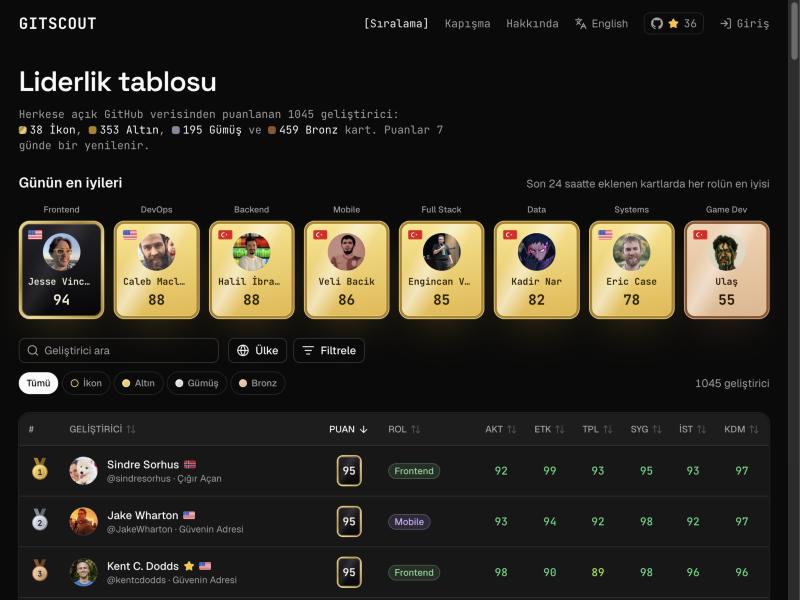 GITSCOUT
[Sıralama] Kapışma Hakkında English 36 Giriş
Liderlik tablosu
Herkese açık GitHub verisinden puanlanan 1045 geliştirici:
38 İkon, 353 Altın, 195 Gümüş ve 459 Bronz kart. Puanlar 7
günde bir yenilenir.
Günün en iyileri
Son 24 saatte eklenen kartlarda her rolün en iyisi
Frontend DevOps Backend Mobile Full Stack Data Systems Game Dev
Jesse Vinc… Caleb Macl… Halil İbra… Veli Bacik Engincan V… Kadir Nar Eric Case Ulaş
94 88 88 86 85 82 78 55
Geliştirici ara Ülke Filtrele
Tümü İkon Altın Gümüş Bronz 1045 geliştirici
# GELİŞTİRİCİ PUAN ROL AKT ETK TPL SYG İST KDM
1 Sindre Sorhus 95 Frontend 92 99 93 95 93 97
@sindresorhus · Çığır Açan
2 Jake Wharton 95 Mobile 93 94 92 98 92 97
@JakeWharton · Güvenin Adresi
3 Kent C. Dodds 95 Frontend 98 90 89 98 96 96
@kentcdodds · Güvenin Adresi